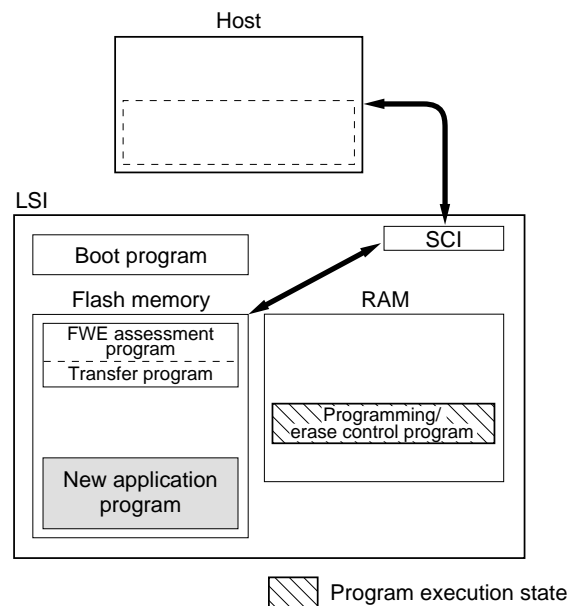 Host
LSI
SCI
Boot program
Flash memory
RAM
FWE assessment
program
Transfer program
Programming/
erase control program
New application
program
Program execution state